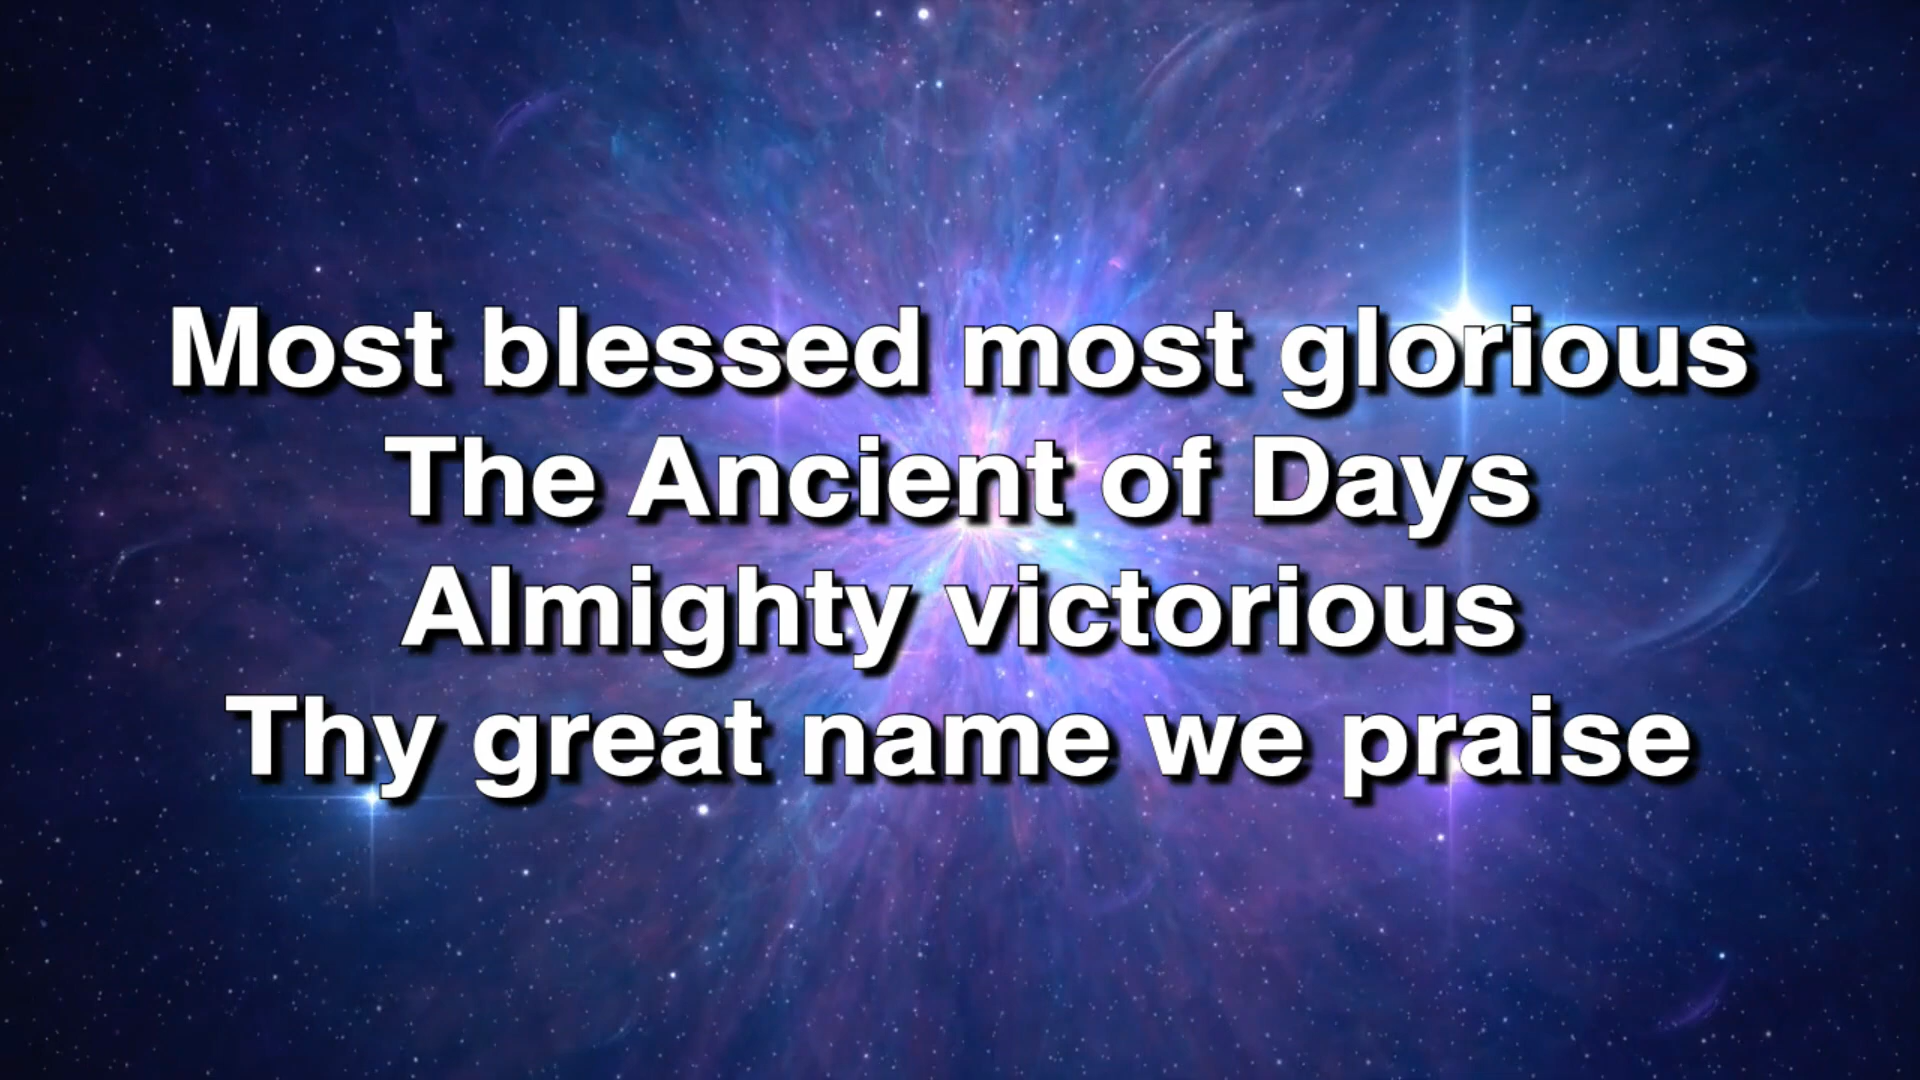 Most blessed most glorious
The Ancient of Days
Almighty victorious
Thy great name we praise